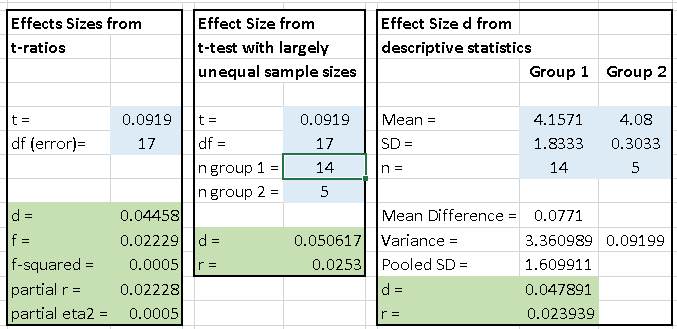 Effects Sizes from
t-ratios
t = 0.0919
df (error)= 17
d = 0.04458
f = 0.02229
f-squared = 0.0005
partial r = 0.02228
partial eta2 = 0.0005
Effect Size from
t-test with largely
unequal sample sizes
t = 0.0919
df = 17
n group 1 = 14
n group 2 = 5
d = 0.050617
r = 0.0253
Effect Size d from
descriptive statistics
Group 1 Group 2
Mean = 4.1571 4.08
SD = 1.8333 0.3033
n = 14 5
Mean Difference = 0.0771
Variance = 3.360989 0.09199
Pooled SD = 1.609911
d = 0.047891
r = 0.023939